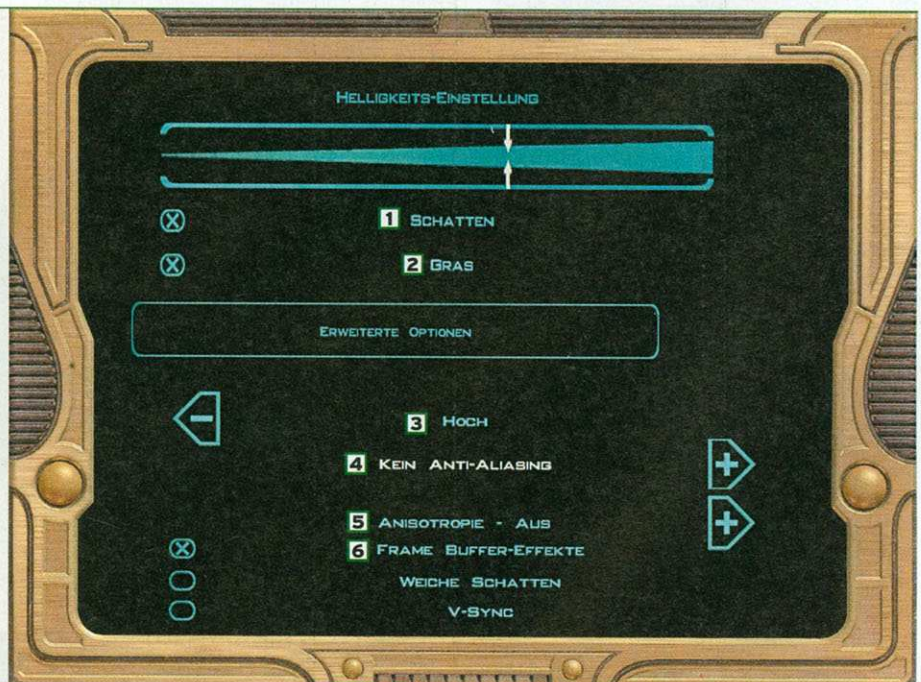 HELLIGKEITS-EINSTELLUNG
1 SCHATTEN
2 GRAS
ERWEITERTE OPTIONEN
3 HOCH
4 KEIN ANTI-ALIASING
5 ANISOTROPIE - AUS
6 FRAME BUFFER-EFFEKTE
WEICHE SCHATTEN
V-SYNC